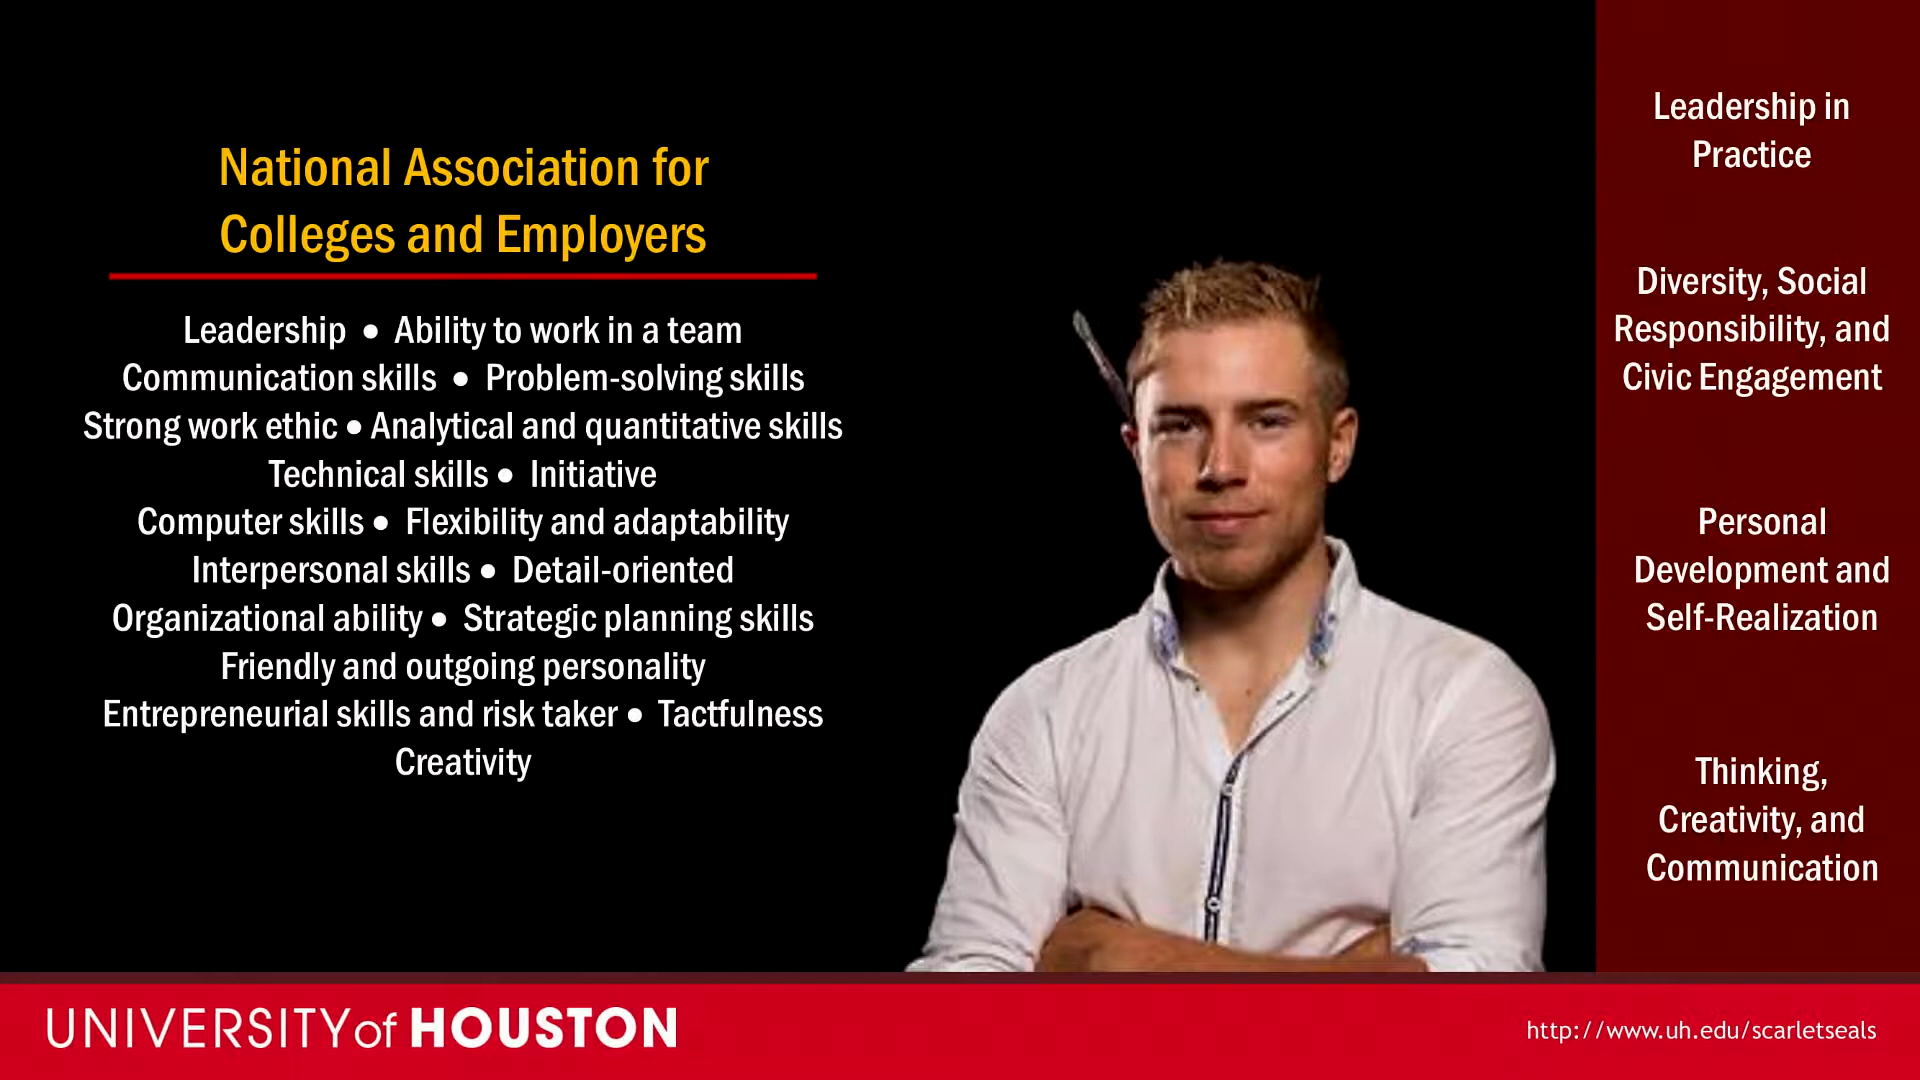 National Association for
Colleges and Employers
Leadership • Ability to work in a team
Communication skills • Problem-solving skills
Strong work ethic • Analytical and quantitative skills
Technical skills • Initiative
Computer skills • Flexibility and adaptability
Interpersonal skills • Detail-oriented
Organizational ability • Strategic planning skills
Friendly and outgoing personality
Entrepreneurial skills and risk taker • Tactfulness
Creativity
Leadership in
Practice
Diversity, Social
Responsibility, and
Civic Engagement
Personal
Development and
Self-Realization
Thinking,
Creativity, and
Communication
UNIVERSITY of HOUSTON
http://www.uh.edu/scarletseals